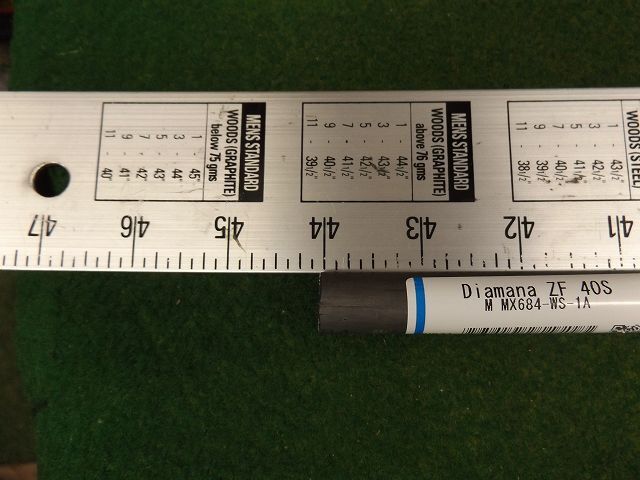 MENS STANDARD
WOODS (GRAPHITE)
below 75 gms
1 - 45"
3 - 44"
5 - 43"
7 - 42"
9 - 41"
11 - 40"
MENS STANDARD
WOODS (GRAPHITE)
above 76 gms
1 - 44½"
3 - 43½"
5 - 42½"
7 - 41½"
9 - 40½"
11 - 39½"
WOODS (STEEL)
1 - 43½"
3 - 42½"
5 - 41½"
7 - 40½"
9 - 39½"
11 - 38½"
47 46 45 44 43 42 41
Diamana ZF 40S
M MX684-WS-1A